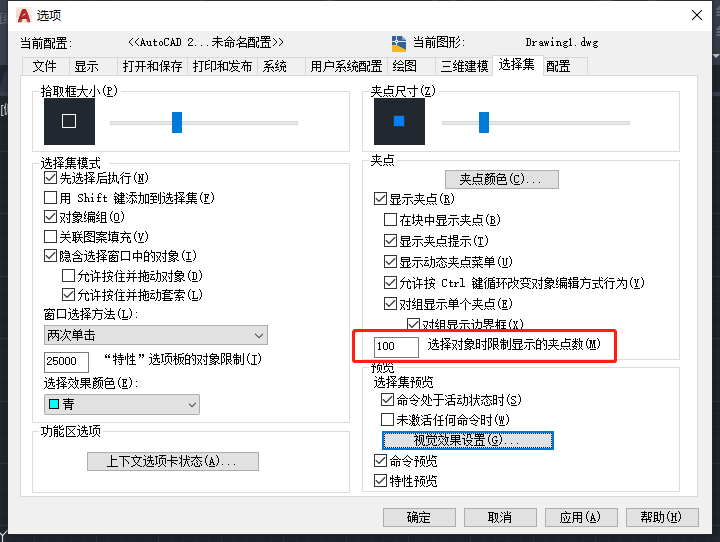 选项
当前配置: <<AutoCAD 2...未命名配置>> 当前图形: Drawing1.dwg
文件 显示 打开和保存 打印和发布 系统 用户系统配置 绘图 三维建模 选择集 配置
拾取框大小(P)
选择集模式
先选择后执行(N)
用 Shift 键添加到选择集(F)
对象编组(O)
关联图案填充(V)
隐含选择窗口中的对象(I)
允许按住并拖动对象(D)
允许按住并拖动套索(L)
窗口选择方法(L):
两次单击
25000 “特性”选项板的对象限制(J)
选择效果颜色(E):
青
功能区选项
上下文选项卡状态(A)...
夹点尺寸(Z)
夹点
夹点颜色(C)...
显示夹点(R)
在块中显示夹点(B)
显示夹点提示(T)
显示动态夹点菜单(U)
允许按 Ctrl 键循环改变对象编辑方式行为(Y)
对组显示单个夹点(E)
对组显示边界框(X)
100 选择对象时限制显示的夹点数(M)
预览
选择集预览
命令处于活动状态时(S)
未激活任何命令时(W)
视觉效果设置(G)...
命令预览
特性预览
确定 取消 应用(A) 帮助(H)